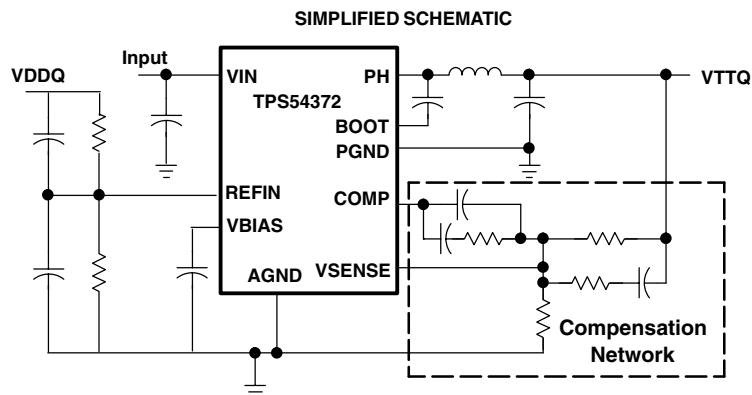 SIMPLIFIED SCHEMATIC
VDDQ
Input
VIN
PH
VTTQ
TPS54372
BOOT
PGND
REFIN
COMP
VBIAS
AGND
VSENSE
Compensation
Network